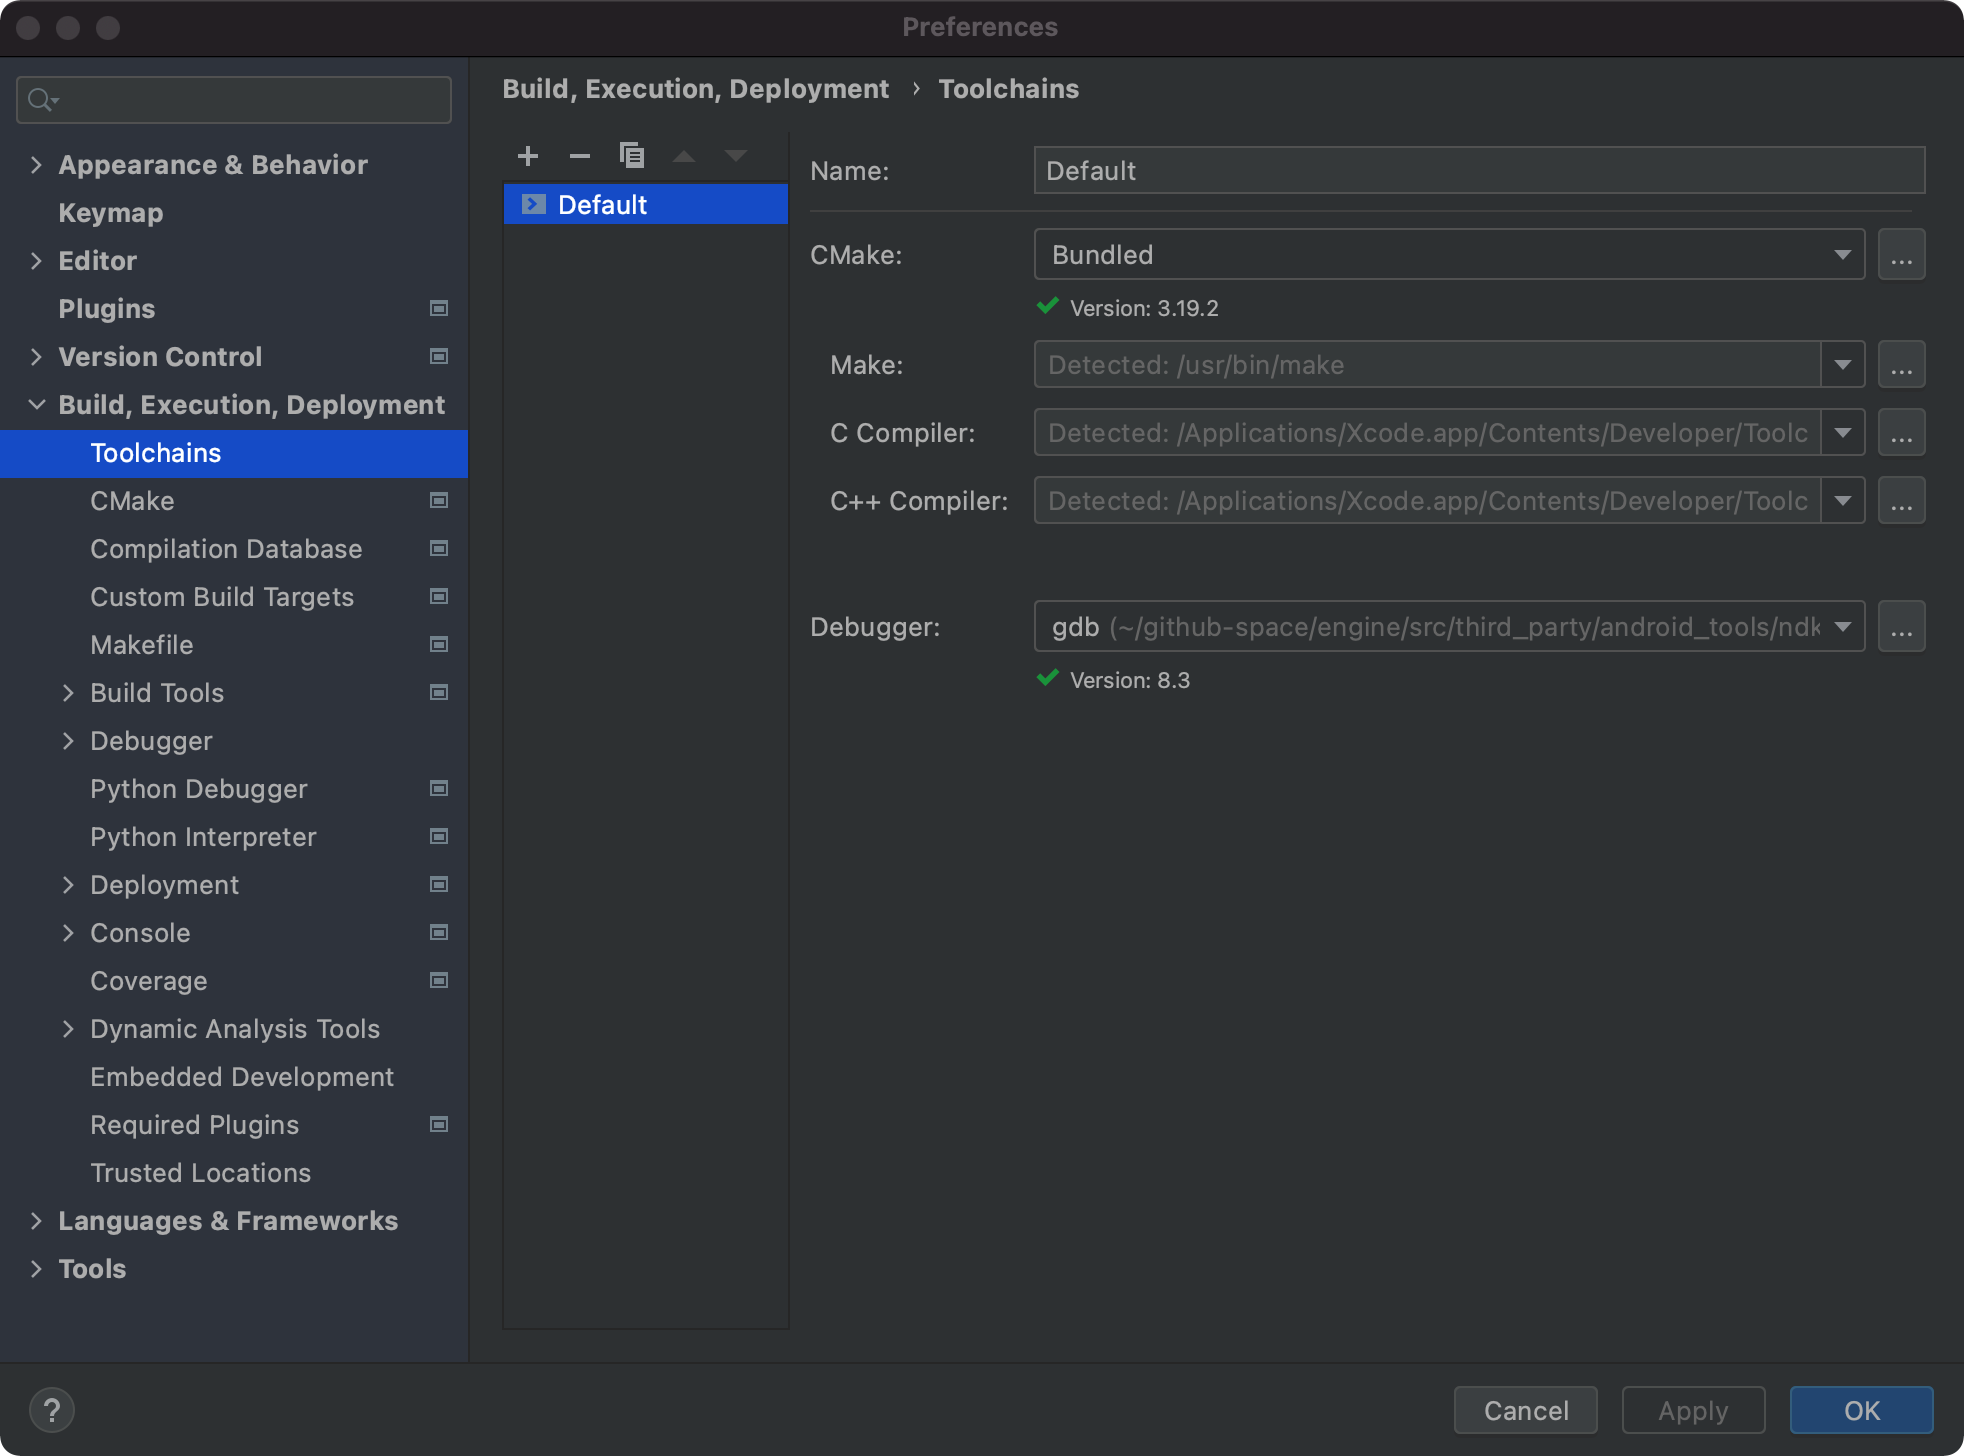 Preferences
Appearance & Behavior
Keymap
Editor
Plugins
Version Control
Build, Execution, Deployment
Toolchains
CMake
Compilation Database
Custom Build Targets
Makefile
Build Tools
Debugger
Python Debugger
Python Interpreter
Deployment
Console
Coverage
Dynamic Analysis Tools
Embedded Development
Required Plugins
Trusted Locations
Languages & Frameworks
Tools
Build, Execution, Deployment › Toolchains
Default
Name: Default
CMake: Bundled ...
Version: 3.19.2
Make: Detected: /usr/bin/make ...
C Compiler: Detected: /Applications/Xcode.app/Contents/Developer/Toolc ...
C++ Compiler: Detected: /Applications/Xcode.app/Contents/Developer/Toolc ...
Debugger: gdb (~/github-space/engine/src/third_party/android_tools/ndk ...
Version: 8.3
? Cancel Apply OK